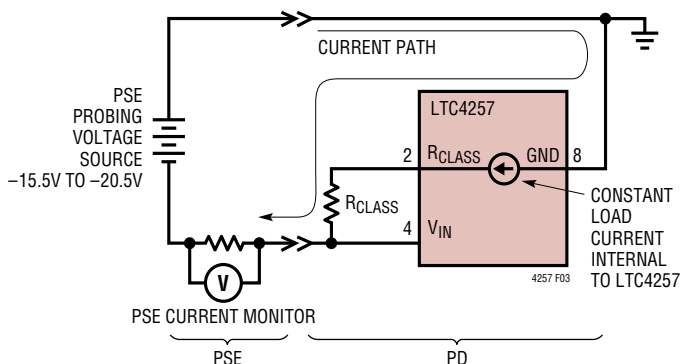 CURRENT PATH
PSE
PROBING
VOLTAGE
SOURCE
–15.5V TO –20.5V
LTC4257
2
RCLASS
GND
8
RCLASS
4
VIN
CONSTANT
LOAD
CURRENT
INTERNAL
TO LTC4257
4257 F03
V
PSE CURRENT MONITOR
PSE
PD